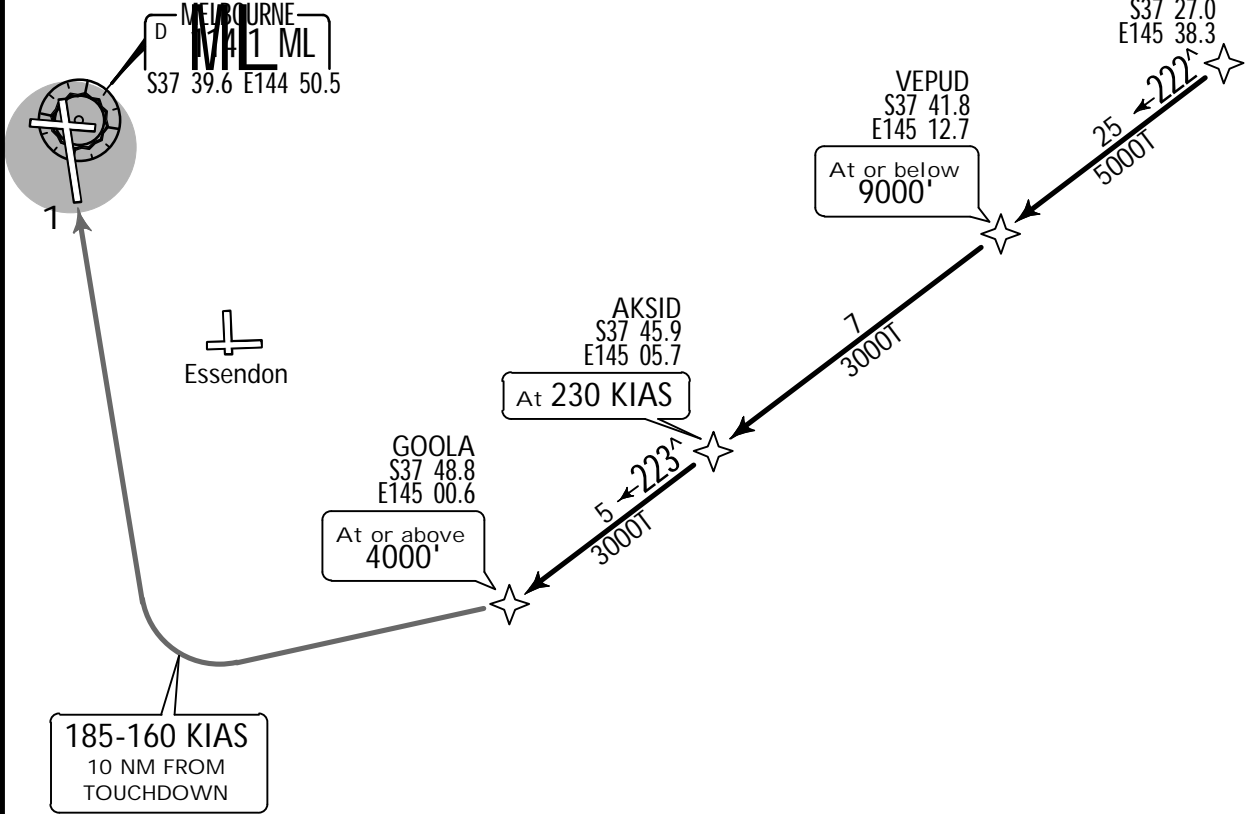 MELBOURNE
D
ML
S37 39.6 E144 50.5
S37 27.0
E145 38.3
222^
25
5000T
VEPUD
S37 41.8
E145 12.7
At or below
9000'
7
3000T
AKSID
S37 45.9
E145 05.7
At 230 KIAS
223^
5
3000T
GOOLA
S37 48.8
E145 00.6
At or above
4000'
1
Essendon
185-160 KIAS
10 NM FROM
TOUCHDOWN